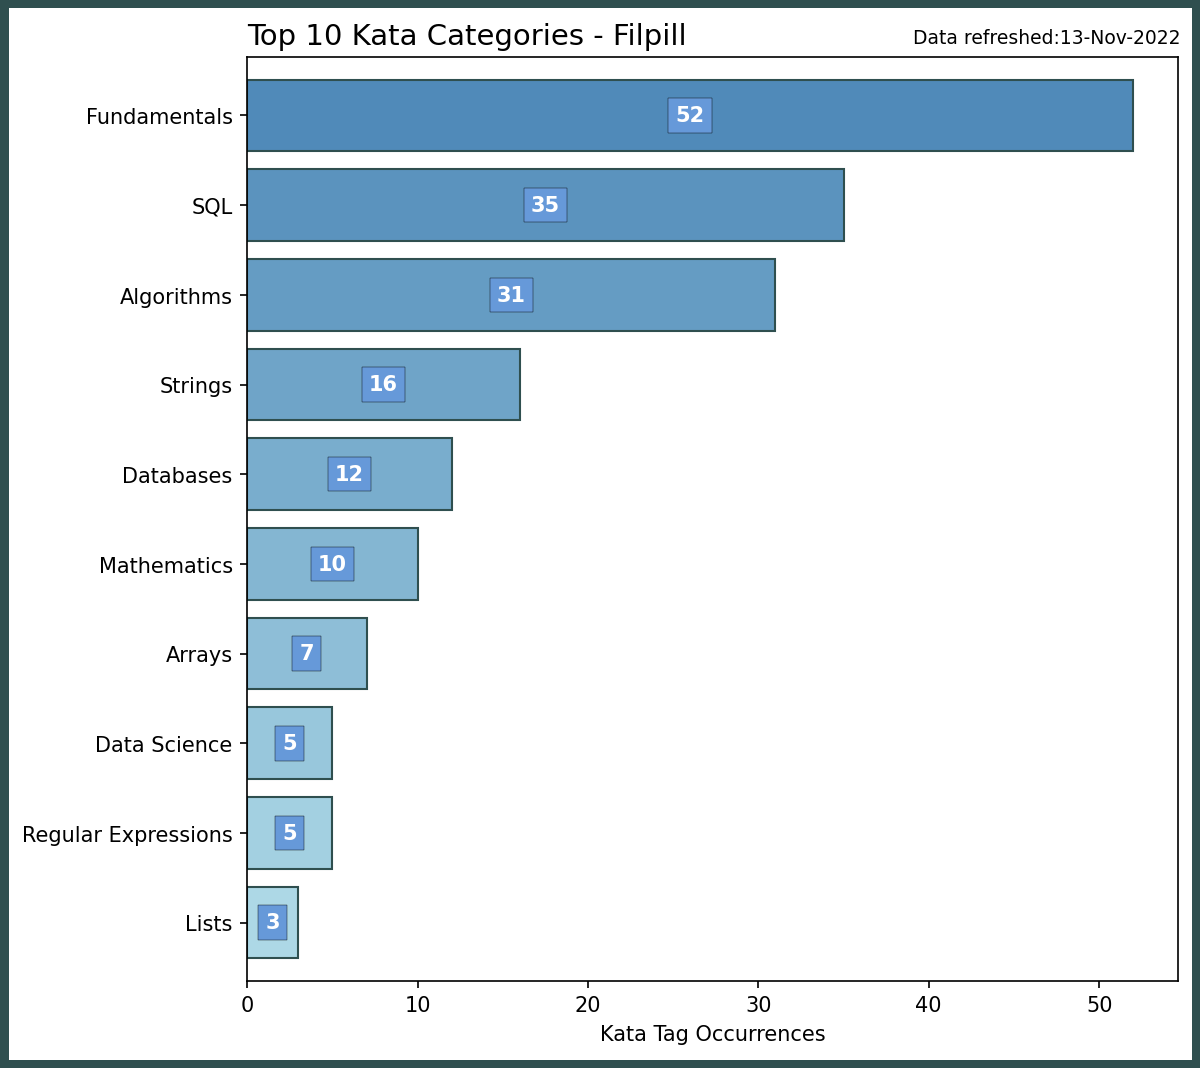 Top 10 Kata Categories - Filpill
Data refreshed:13-Nov-2022
Fundamentals 52
SQL 35
Algorithms 31
Strings 16
Databases 12
Mathematics 10
Arrays 7
Data Science 5
Regular Expressions 5
Lists 3
0 10 20 30 40 50
Kata Tag Occurrences